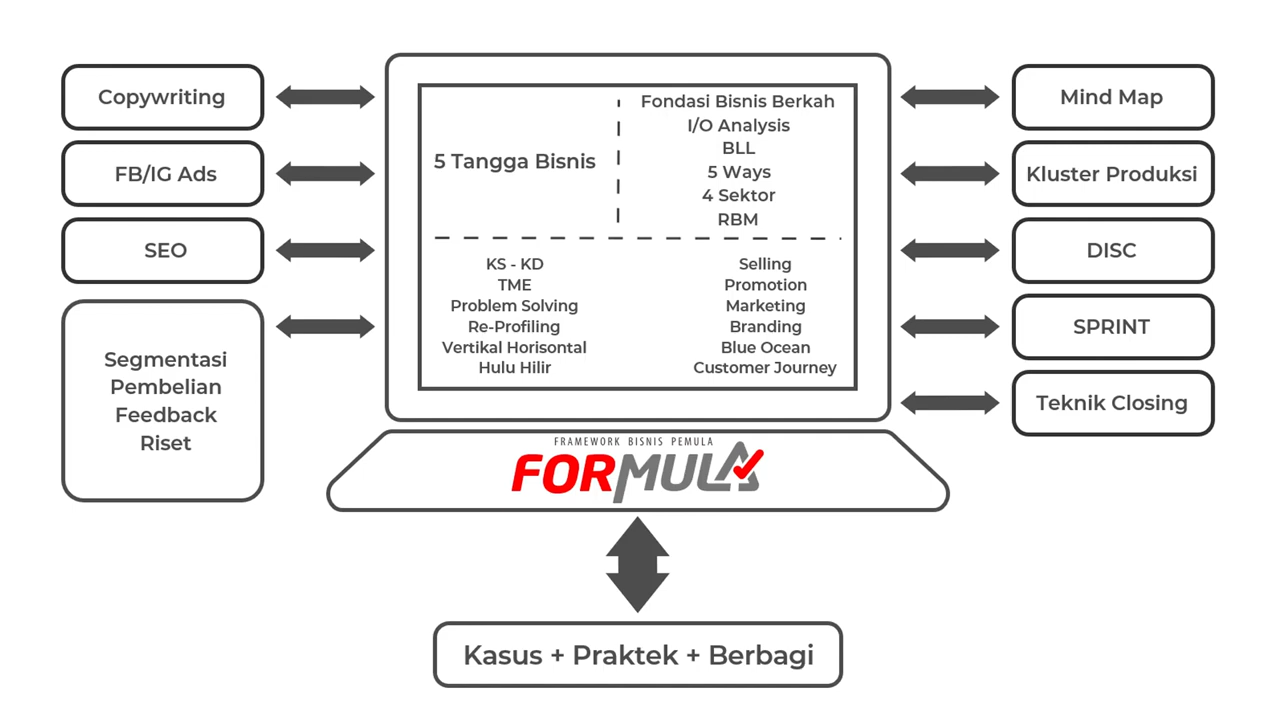 Copywriting
FB/IG Ads
SEO
Segmentasi
Pembelian
Feedback
Riset
5 Tangga Bisnis
Fondasi Bisnis Berkah
I/O Analysis
BLL
5 Ways
4 Sektor
RBM
KS - KD
TME
Problem Solving
Re-Profiling
Vertikal Horisontal
Hulu Hilir
Selling
Promotion
Marketing
Branding
Blue Ocean
Customer Journey
Mind Map
Kluster Produksi
DISC
SPRINT
Teknik Closing
FRAMEWORK BISNIS PEMULA
FORMULA
Kasus + Praktek + Berbagi